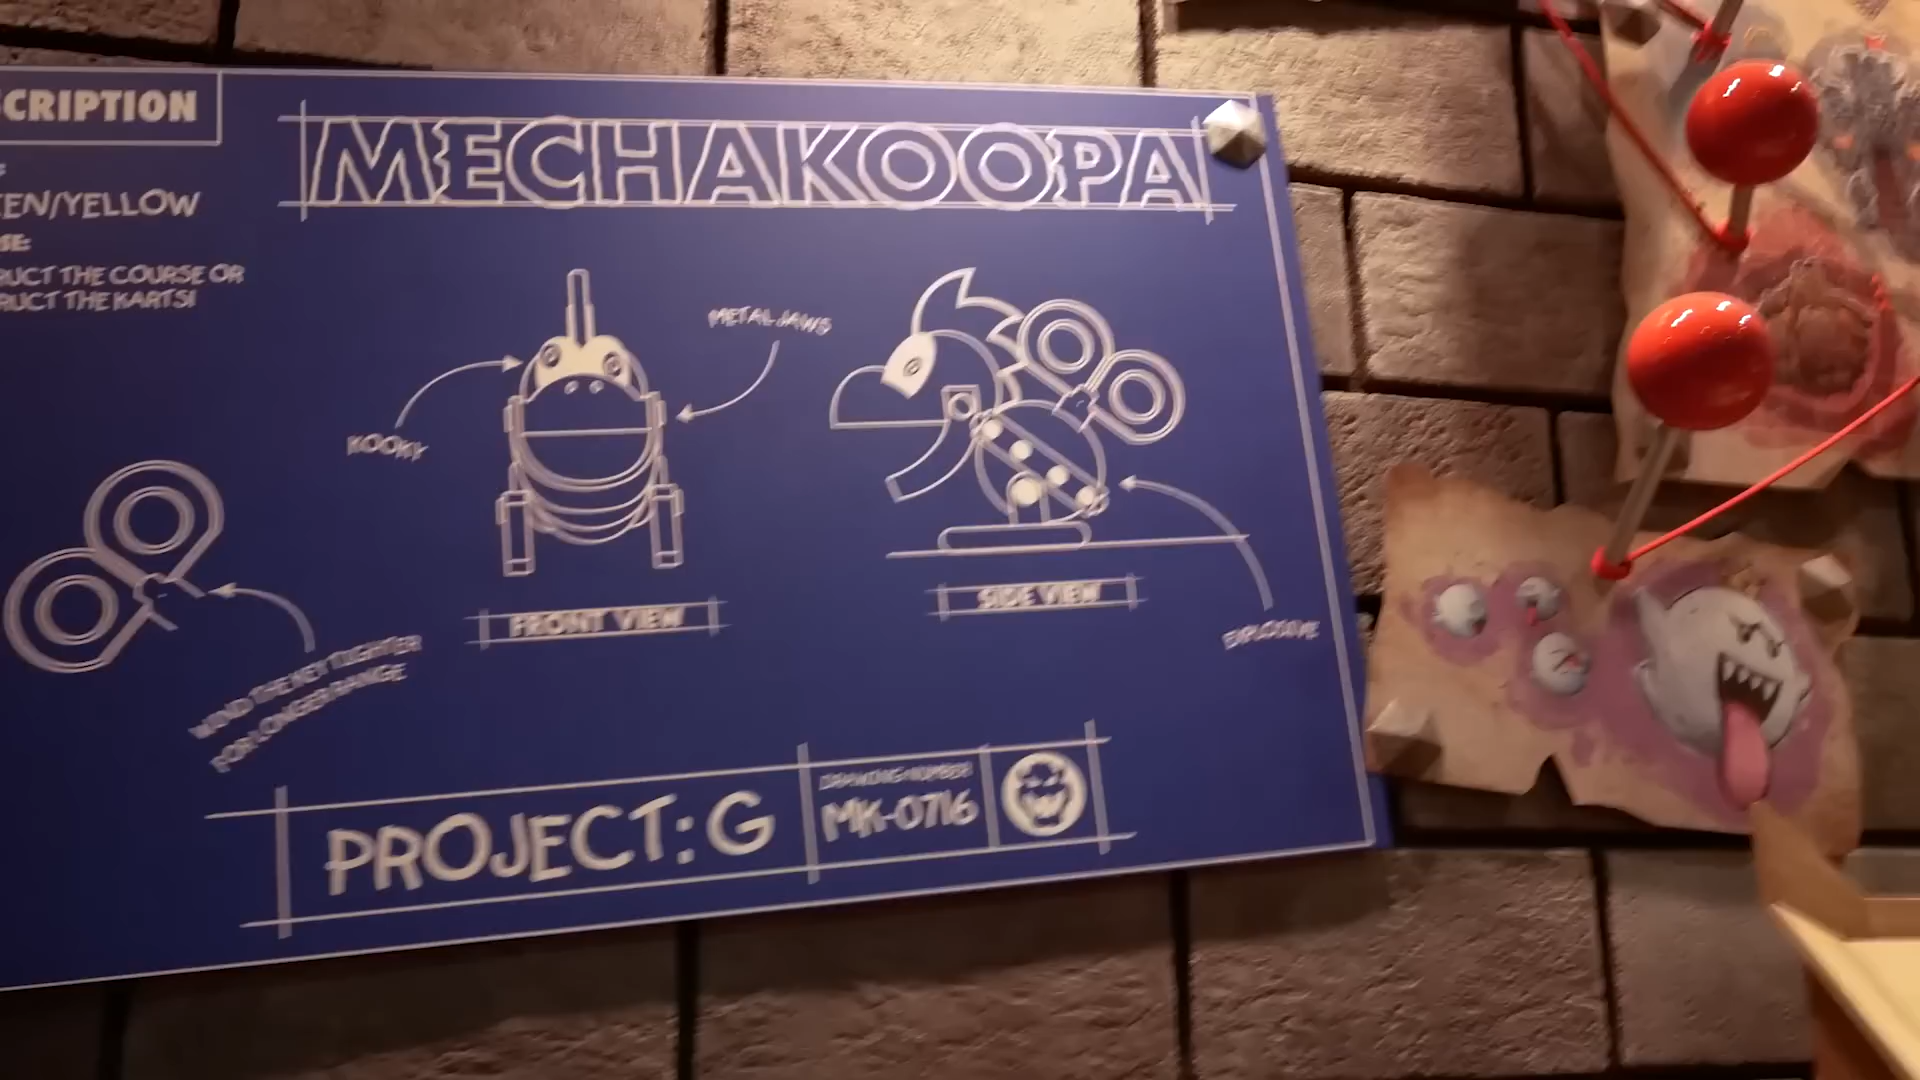 CRIPTION
EN/YELLOW
SE:
RUCT THE COURSE OR
RUCT THE KARTS!
MECHAKOOPA
METAL JAWS
KOOKY
WIND THE KEY TIGHTER
FOR LONGER RANGE
FRONT VIEW
SIDE VIEW
EXPLOSIVE
PROJECT: G
DRAWING NUMBER
MK-0716